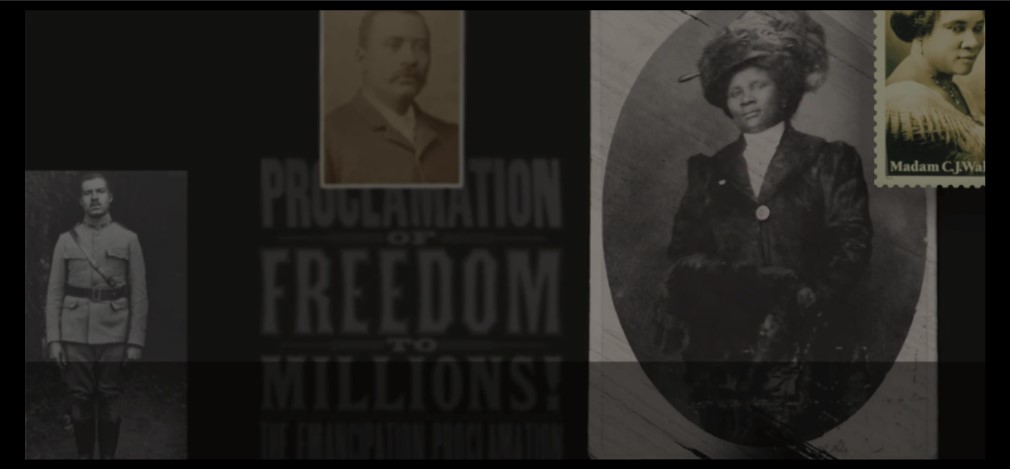 PROCLAMATION
OF
FREEDOM
TO
MILLIONS!
THE EMANCIPATION PROCLAMATION
Madam C.J.Wal